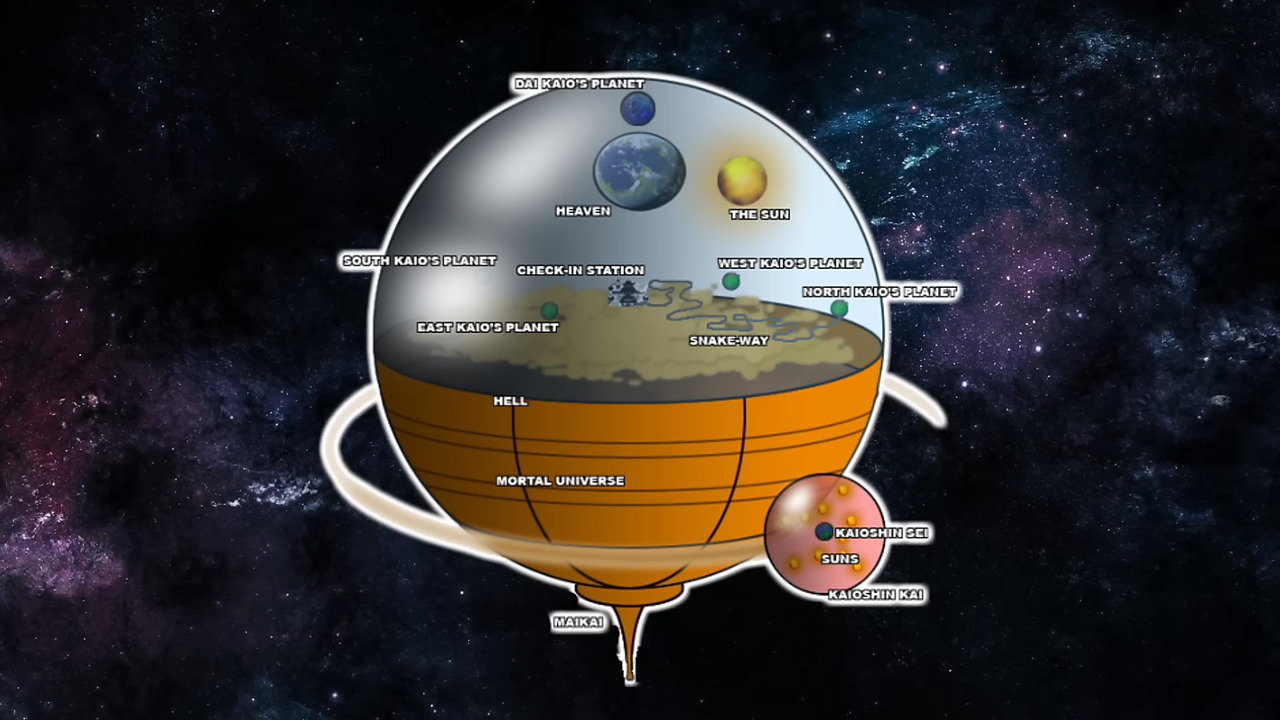 DAI KAIO'S PLANET
HEAVEN
THE SUN
SOUTH KAIO'S PLANET
CHECK-IN STATION
WEST KAIO'S PLANET
NORTH KAIO'S PLANET
EAST KAIO'S PLANET
SNAKE-WAY
HELL
MORTAL UNIVERSE
KAIOSHIN SEI
SUNS
KAIOSHIN KAI
MAIKAI